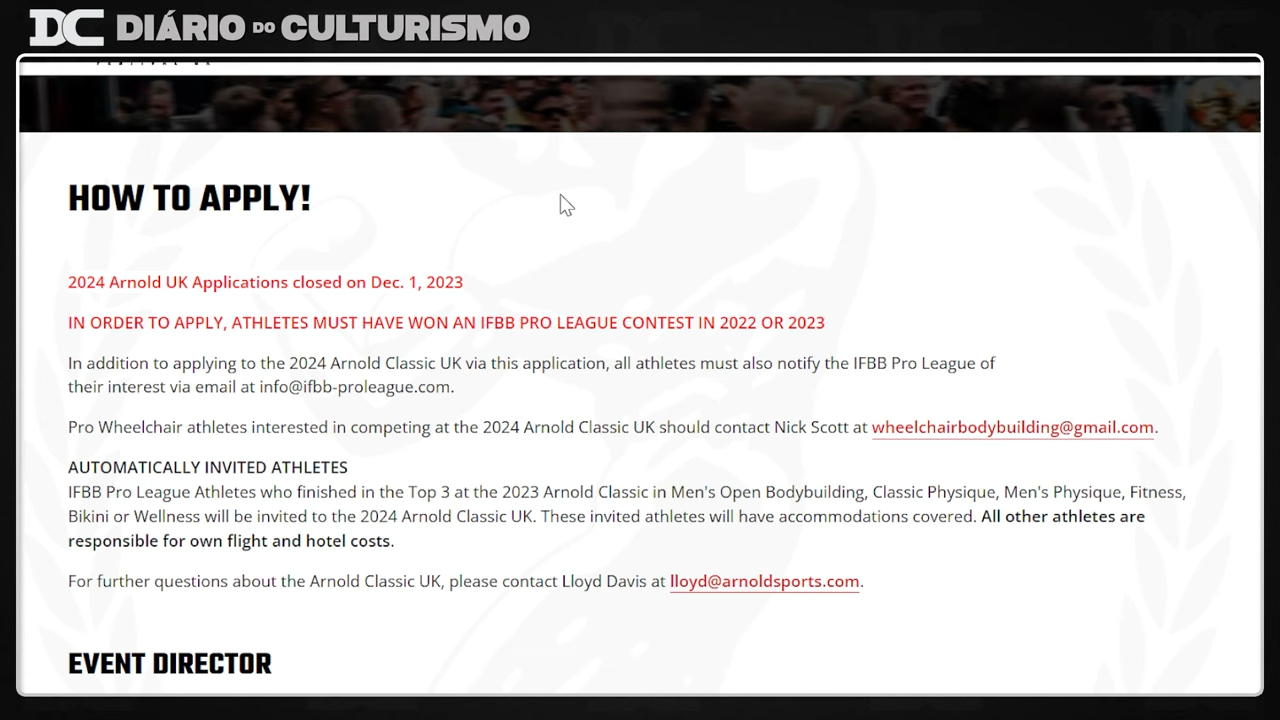 DC DIÁRIO DO CULTURISMO
HOW TO APPLY!
2024 Arnold UK Applications closed on Dec. 1, 2023
IN ORDER TO APPLY, ATHLETES MUST HAVE WON AN IFBB PRO LEAGUE CONTEST IN 2022 OR 2023
In addition to applying to the 2024 Arnold Classic UK via this application, all athletes must also notify the IFBB Pro League of
their interest via email at info@ifbb-proleague.com.
Pro Wheelchair athletes interested in competing at the 2024 Arnold Classic UK should contact Nick Scott at wheelchairbodybuilding@gmail.com.
AUTOMATICALLY INVITED ATHLETES
IFBB Pro League Athletes who finished in the Top 3 at the 2023 Arnold Classic in Men's Open Bodybuilding, Classic Physique, Men's Physique, Fitness,
Bikini or Wellness will be invited to the 2024 Arnold Classic UK. These invited athletes will have accommodations covered. All other athletes are
responsible for own flight and hotel costs.
For further questions about the Arnold Classic UK, please contact Lloyd Davis at lloyd@arnoldsports.com.
EVENT DIRECTOR